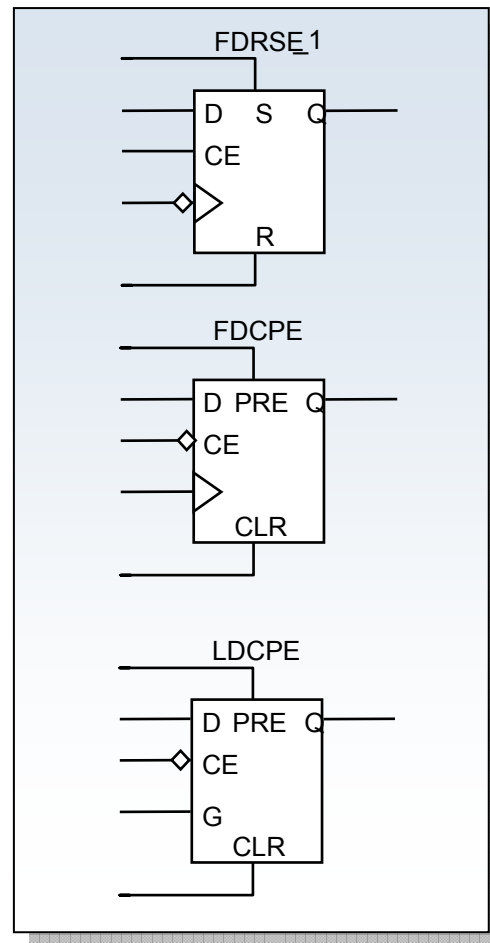 FDRSE_1
D S Q
CE
R
FDCPE
D PRE Q
CE
CLR
LDCPE
D PRE Q
CE
G
CLR